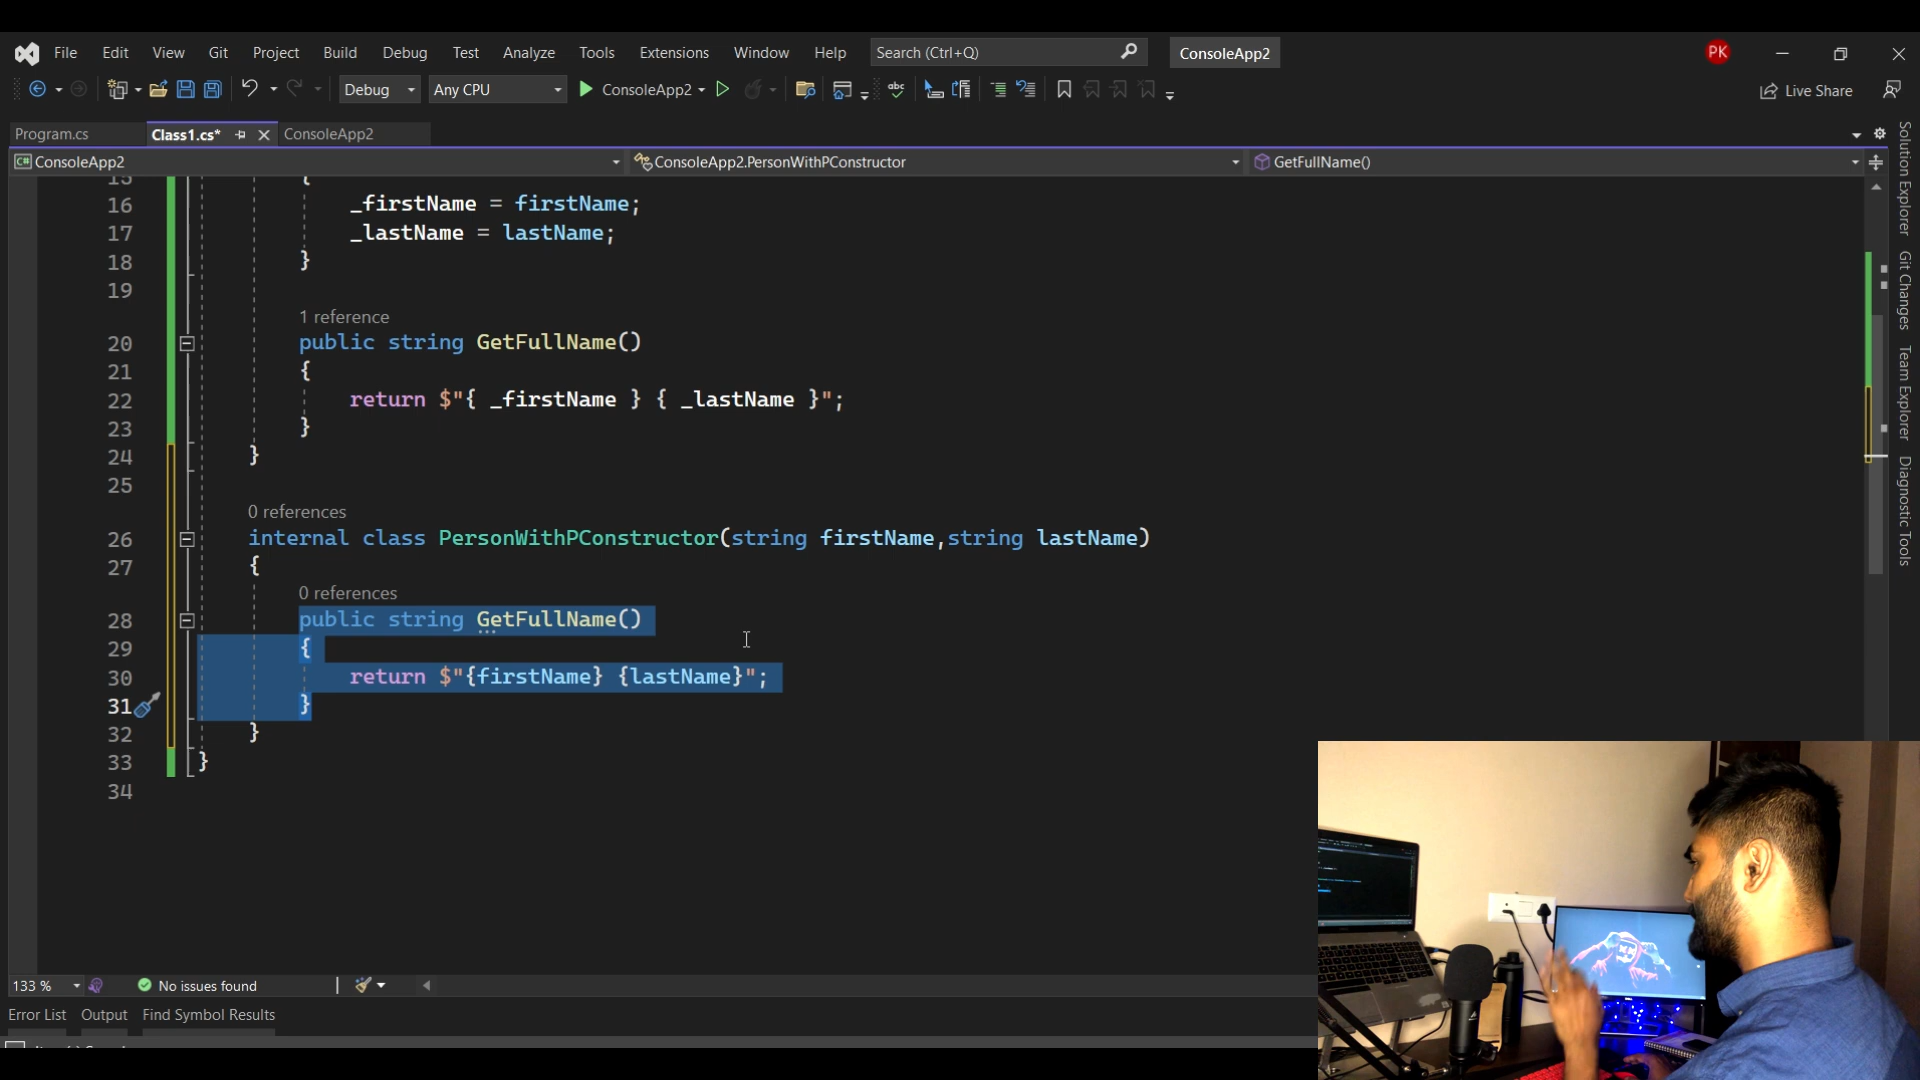 File Edit View Git Project Build Debug Test Analyze Tools Extensions Window Help Search (Ctrl+Q) ConsoleApp2 PK
Debug Any CPU ConsoleApp2 Live Share
Program.cs Class1.cs* ConsoleApp2
C# ConsoleApp2 ConsoleApp2.PersonWithPConstructor GetFullName()
15 {
16 _firstName = firstName;
17 _lastName = lastName;
18 }
19
1 reference
20 public string GetFullName()
21 {
22 return $"{ _firstName } { _lastName }";
23 }
24 }
25
0 references
26 internal class PersonWithPConstructor(string firstName,string lastName)
27 {
0 references
28 public string GetFullName()
29 {
30 return $"{firstName} {lastName}";
31 }
32 }
33 }
34
133 % No issues found
Error List Output Find Symbol Results
Solution Explorer
Git Changes
Team Explorer
Diagnostic Tools